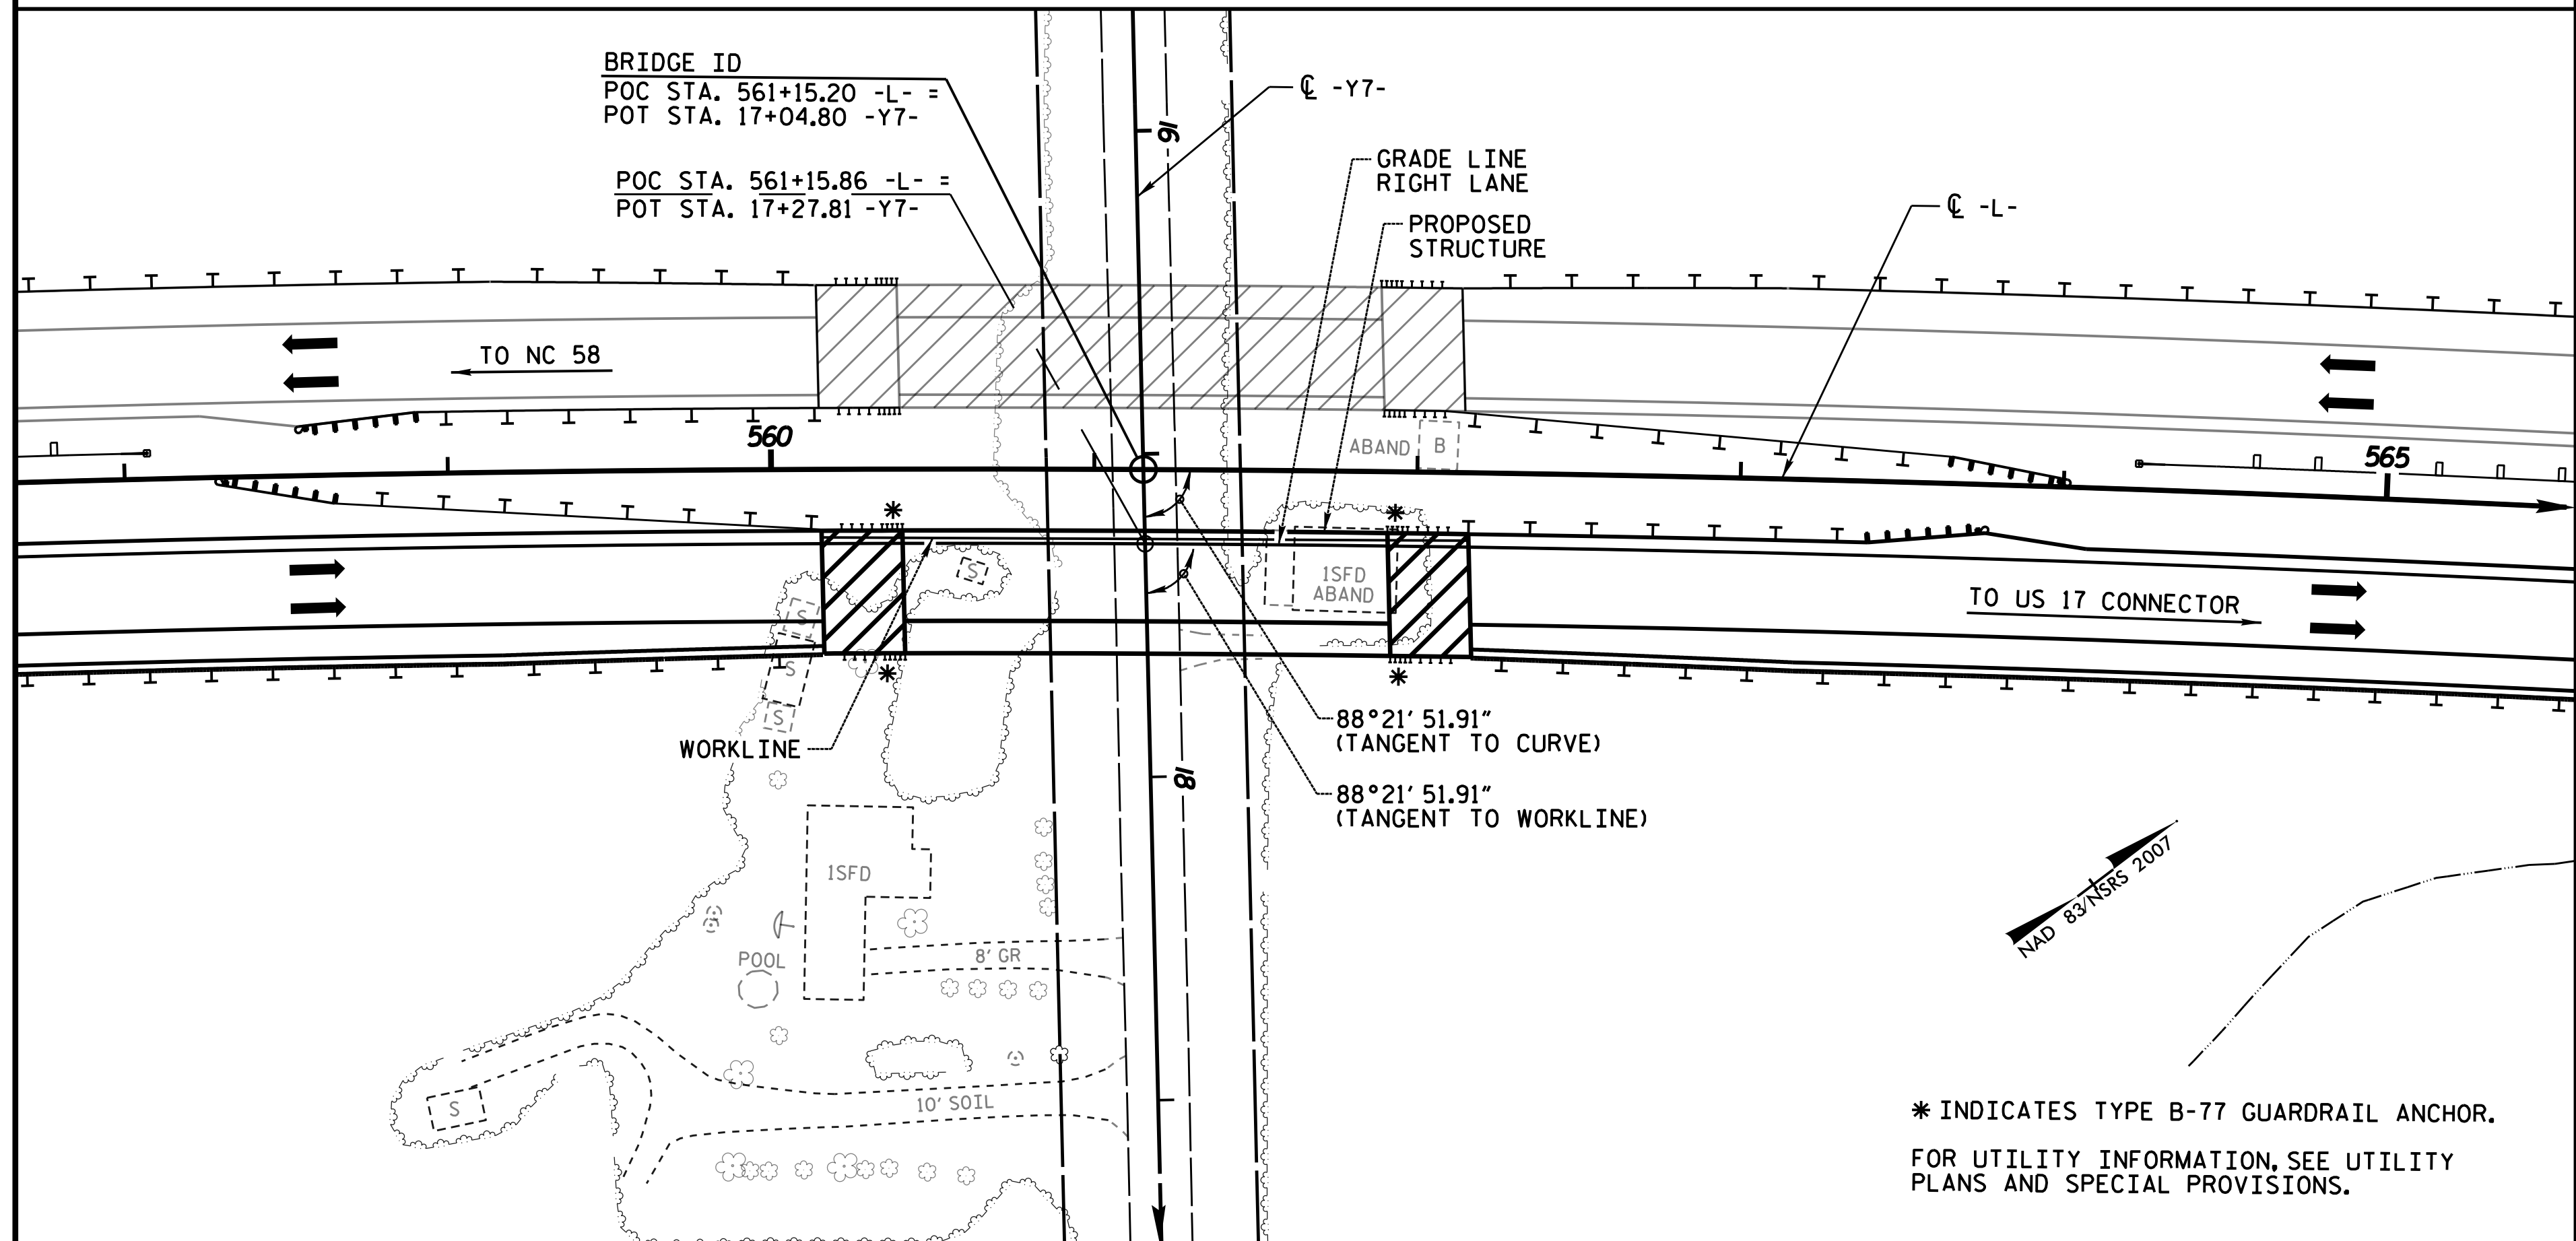 BRIDGE ID
POC STA. 561+15.20 -L- =
POT STA. 17+04.80 -Y7-
POC STA. 561+15.86 -L- =
POT STA. 17+27.81 -Y7-
℄ -Y7-
16
GRADE LINE
RIGHT LANE
PROPOSED
STRUCTURE
℄ -L-
TO NC 58
560
ABAND B
565
S
1SFD
ABAND
S
TO US 17 CONNECTOR
S
S
WORKLINE
88°21'51.91"
(TANGENT TO CURVE)
18
88°21'51.91"
(TANGENT TO WORKLINE)
1SFD
NAD 83/NSRS 2007
POOL
8' GR
10' SOIL
S
* INDICATES TYPE B-77 GUARDRAIL ANCHOR.
FOR UTILITY INFORMATION, SEE UTILITY
PLANS AND SPECIAL PROVISIONS.